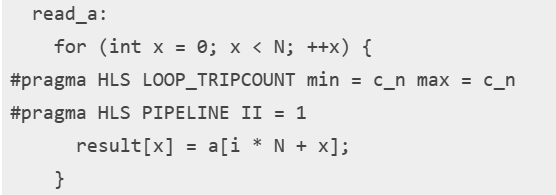 read_a:
for (int x = 0; x < N; ++x) {
#pragma HLS LOOP_TRIPCOUNT min = c_n max = c_n
#pragma HLS PIPELINE II = 1
result[x] = a[i * N + x];
}